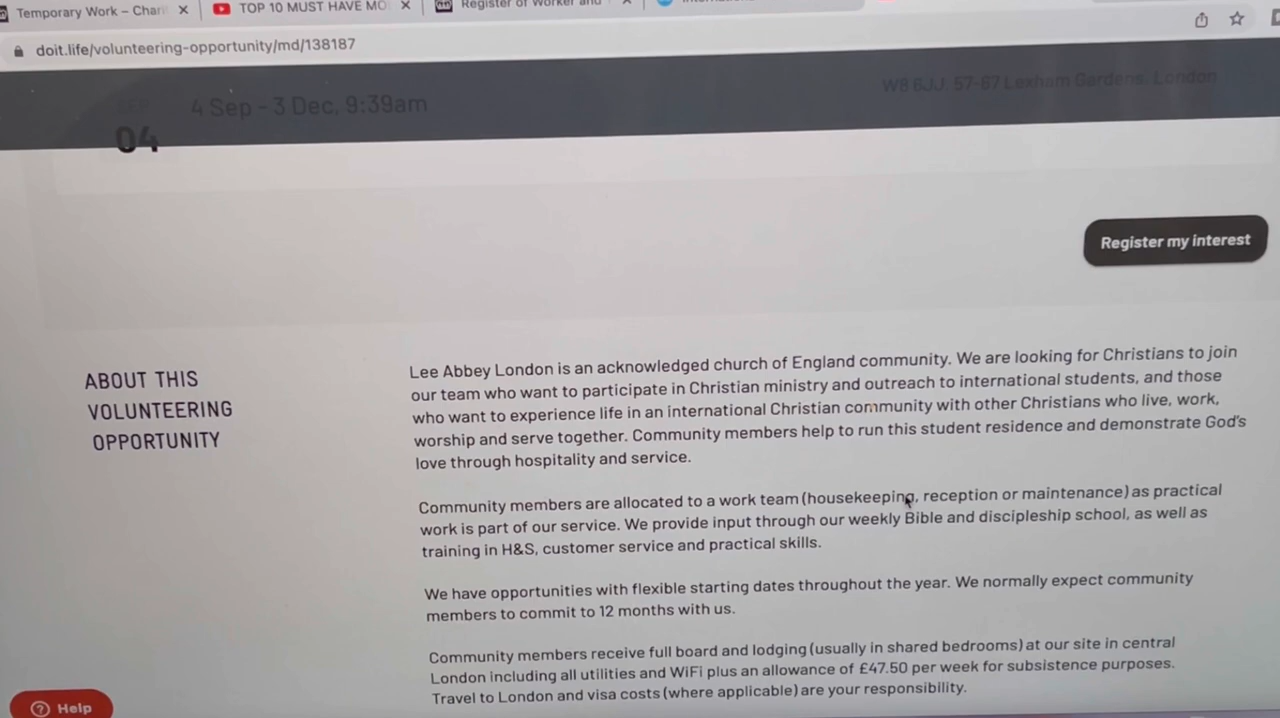 Temporary Work – Chari
TOP 10 MUST HAVE MO
Register of Worker and
doit.life/volunteering-opportunity/md/138187
SEP
04
4 Sep - 3 Dec, 9:39am
W8 6JJ, 57-67 Lexham Gardens, London
Register my interest
ABOUT THIS
VOLUNTEERING
OPPORTUNITY
Lee Abbey London is an acknowledged church of England community. We are looking for Christians to join
our team who want to participate in Christian ministry and outreach to international students, and those
who want to experience life in an international Christian community with other Christians who live, work,
worship and serve together. Community members help to run this student residence and demonstrate God's
love through hospitality and service.
Community members are allocated to a work team (housekeeping, reception or maintenance) as practical
work is part of our service. We provide input through our weekly Bible and discipleship school, as well as
training in H&S, customer service and practical skills.
We have opportunities with flexible starting dates throughout the year. We normally expect community
members to commit to 12 months with us.
Community members receive full board and lodging (usually in shared bedrooms) at our site in central
London including all utilities and WiFi plus an allowance of £47.50 per week for subsistence purposes.
Travel to London and visa costs (where applicable) are your responsibility.
Help